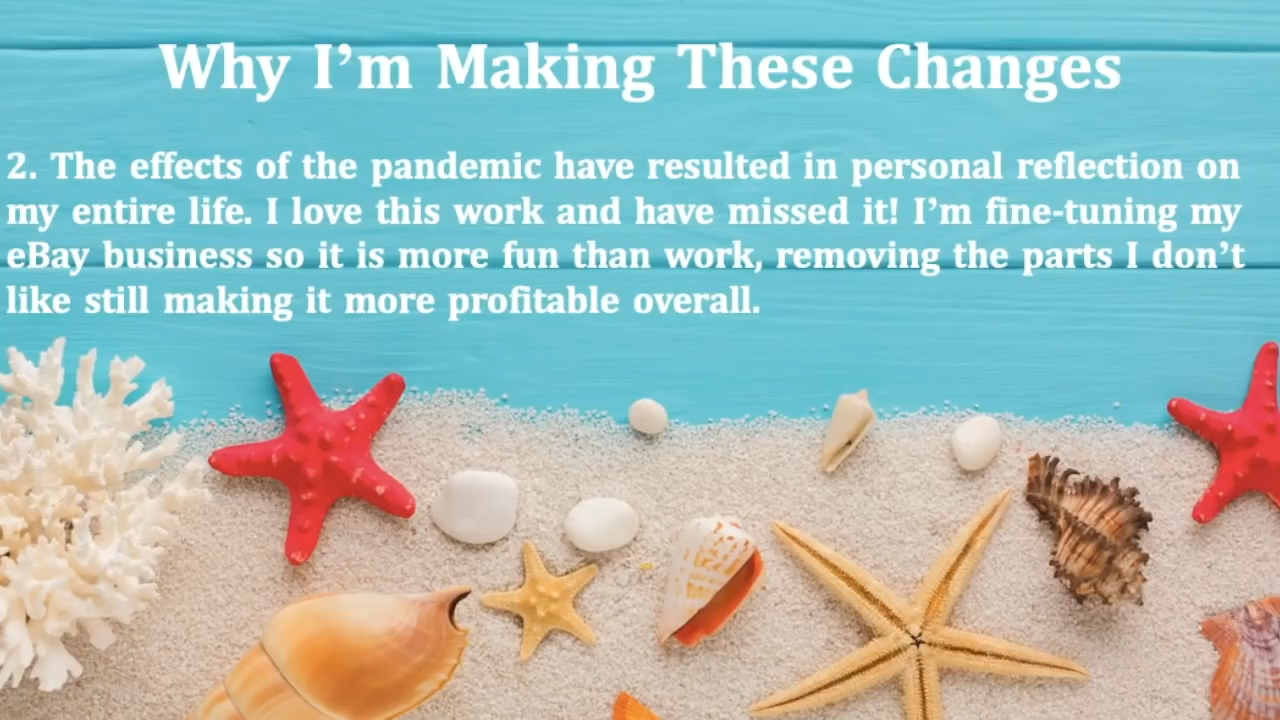 Why I’m Making These Changes
2. The effects of the pandemic have resulted in personal reflection on
my entire life. I love this work and have missed it! I’m fine-tuning my
eBay business so it is more fun than work, removing the parts I don’t
like still making it more profitable overall.